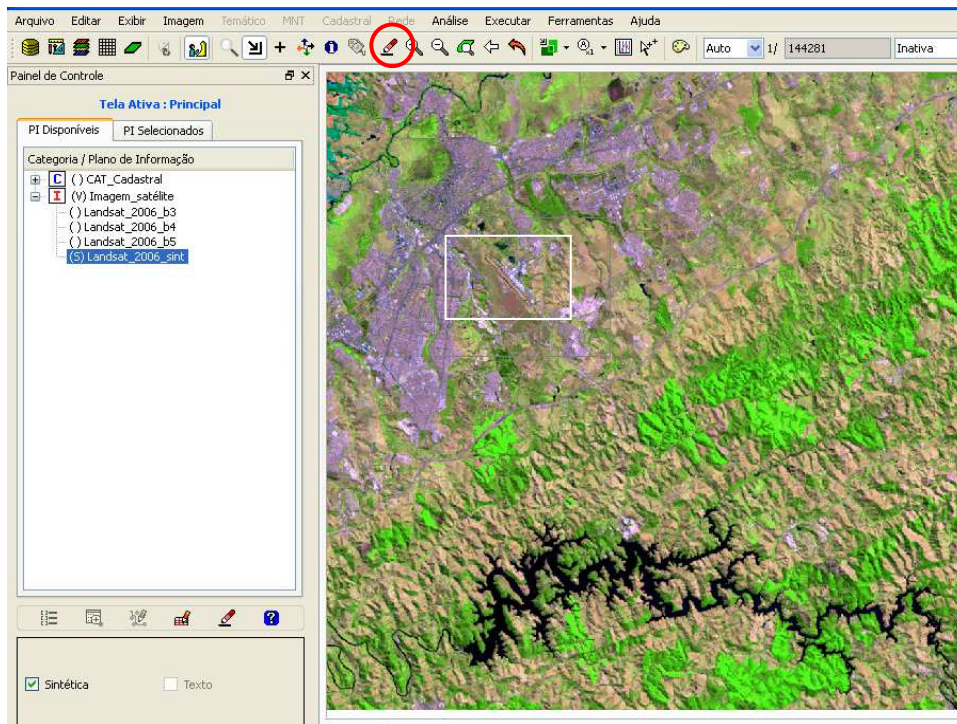 Arquivo Editar Exibir Imagem Temático MNT Cadastral Rede Análise Executar Ferramentas Ajuda
Auto 1/ 144281 Inativa
Painel de Controle
Tela Ativa : Principal
PI Disponíveis PI Selecionados
Categoria / Plano de Informação
C () CAT_Cadastral
I (V) Imagem_satélite
() Landsat_2006_b3
() Landsat_2006_b4
() Landsat_2006_b5
(S) Landsat_2006_sint
Sintética Texto